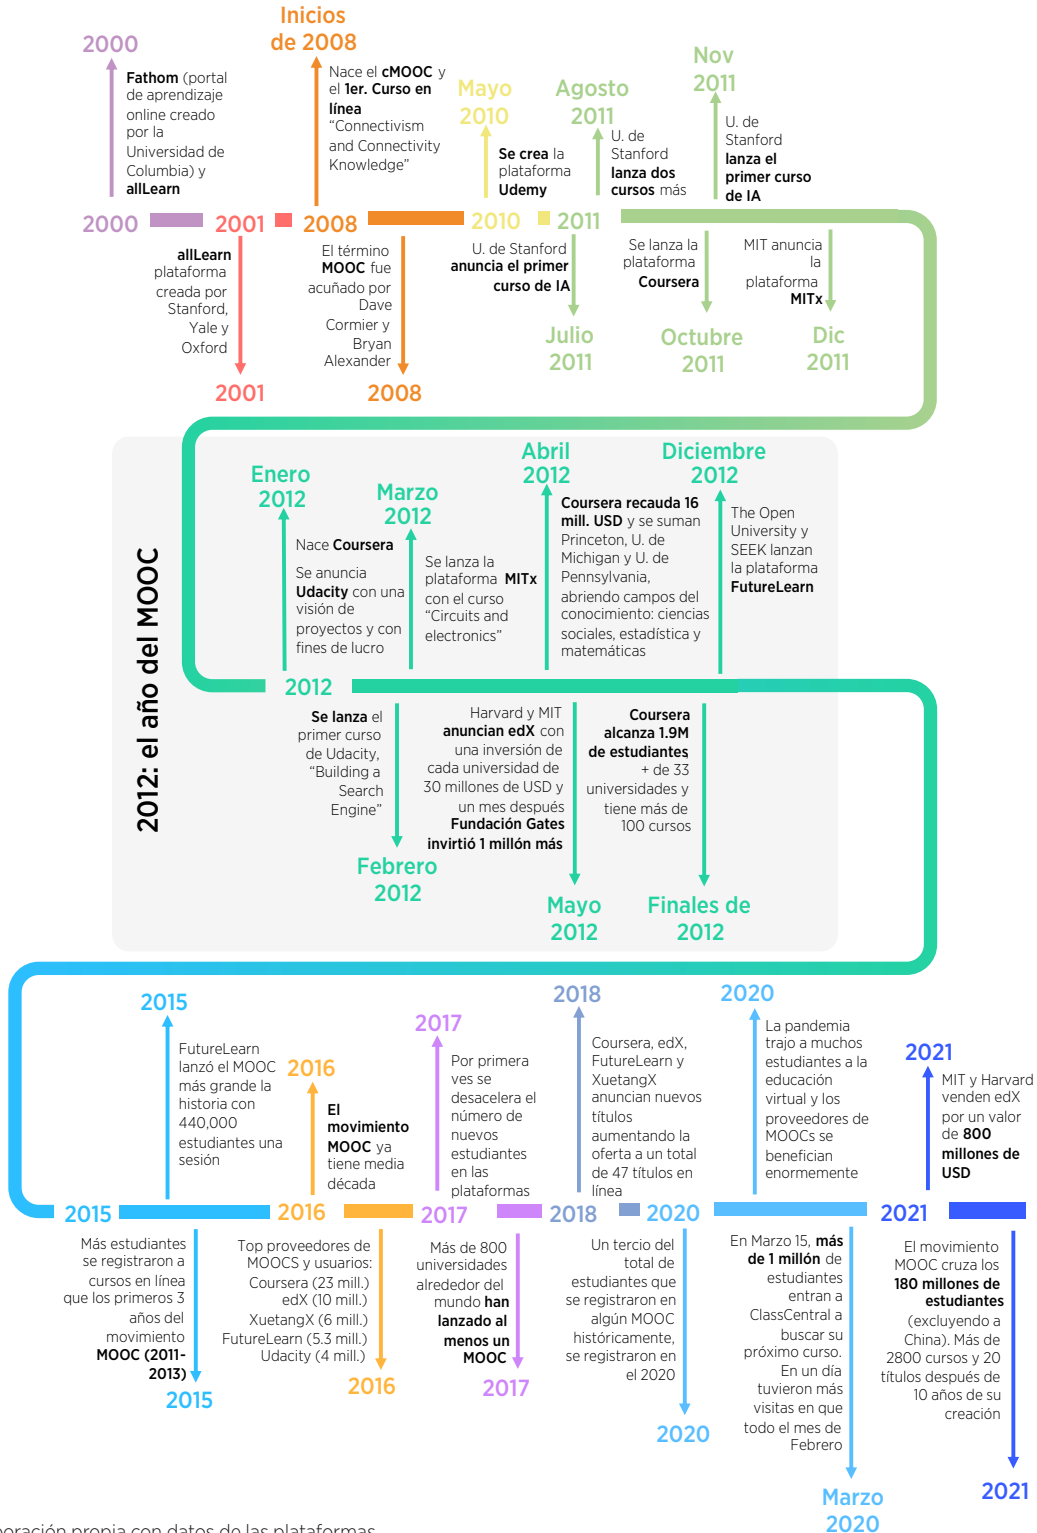 2000
Fathom (portal
de aprendizaje
online creado
por la
Universidad de
Columbia) y
allLearn
Inicios
de 2008
Nace el cMOOC y
el 1er. Curso en
línea
“Connectivism
and Connectivity
Knowledge”
Mayo
2010
Se crea la
plataforma
Udemy
Agosto
2011
U. de
Stanford
lanza dos
cursos más
Nov
2011
U. de
Stanford
lanza el
primer curso
de IA
2000
2001
2008
2010
2011
allLearn
plataforma
creada por
Stanford,
Yale y
Oxford
2001
El término
MOOC fue
acuñado por
Dave
Cormier y
Bryan
Alexander
2008
U. de Stanford
anuncia el primer
curso de IA
Julio
2011
Se lanza la
plataforma
Coursera
Octubre
2011
MIT anuncia
la
plataforma
MITx
Dic
2011
2012: el año del MOOC
Enero
2012
Nace Coursera
Se anuncia
Udacity con una
visión de
proyectos y con
fines de lucro
Marzo
2012
Se lanza la
plataforma MITx
con el curso
“Circuits and
electronics”
Abril
2012
Coursera recauda 16
mill. USD y se suman
Princeton, U. de
Michigan y U. de
Pennsylvania,
abriendo campos del
conocimiento: ciencias
sociales, estadística y
matemáticas
Diciembre
2012
The Open
University y
SEEK lanzan
la plataforma
FutureLearn
2012
Se lanza el
primer curso
de Udacity,
“Building a
Search
Engine”
Febrero
2012
Harvard y MIT
anuncian edX con
una inversión de
cada universidad de
30 millones de USD y
un mes después
Fundación Gates
invirtió 1 millón más
Mayo
2012
Coursera
alcanza 1.9M
de estudiantes
+ de 33
universidades y
tiene más de
100 cursos
Finales de
2012
2015
FutureLearn
lanzó el MOOC
más grande la
historia con
440,000
estudiantes una
sesión
2016
El
movimiento
MOOC ya
tiene media
década
2017
Por primera
ves se
desacelera el
número de
nuevos
estudiantes
en las
plataformas
2018
Coursera, edX,
FutureLearn y
XuetangX
anuncian nuevos
títulos
aumentando la
oferta a un total
de 47 títulos en
línea
2020
La pandemia
trajo a muchos
estudiantes a la
educación
virtual y los
proveedores de
MOOCs se
benefician
enormemente
2021
MIT y Harvard
venden edX
por un valor
de 800
millones de
USD
2015
2016
2017
2018
2020
2021
Más estudiantes
se registraron a
cursos en línea
que los primeros 3
años del
movimiento
MOOC (2011-
2013)
2015
Top proveedores de
MOOCS y usuarios:
Coursera (23 mill.)
edX (10 mill.)
XuetangX (6 mill.)
FutureLearn (5.3 mill.)
Udacity (4 mill.)
2016
Más de 800
universidades
alrededor del
mundo han
lanzado al
menos un
MOOC
2017
Un tercio del
total de
estudiantes que
se registraron en
algún MOOC
históricamente,
se registraron en
el 2020
2020
En Marzo 15, más
de 1 millón de
estudiantes
entran a
ClassCentral a
buscar su
próximo curso.
En un día
tuvieron más
visitas en que
todo el mes de
Febrero
Marzo
2020
El movimiento
MOOC cruza los
180 millones de
estudiantes
(excluyendo a
China). Más de
2800 cursos y 20
títulos después de
10 años de su
creación
2021
oración propia con datos de las plataformas